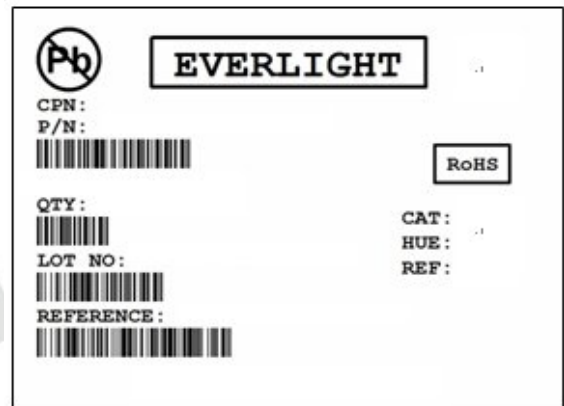 Pb
EVERLIGHT
CPN:
P/N:
RoHS
QTY:
CAT:
HUE:
LOT NO:
REF:
REFERENCE: